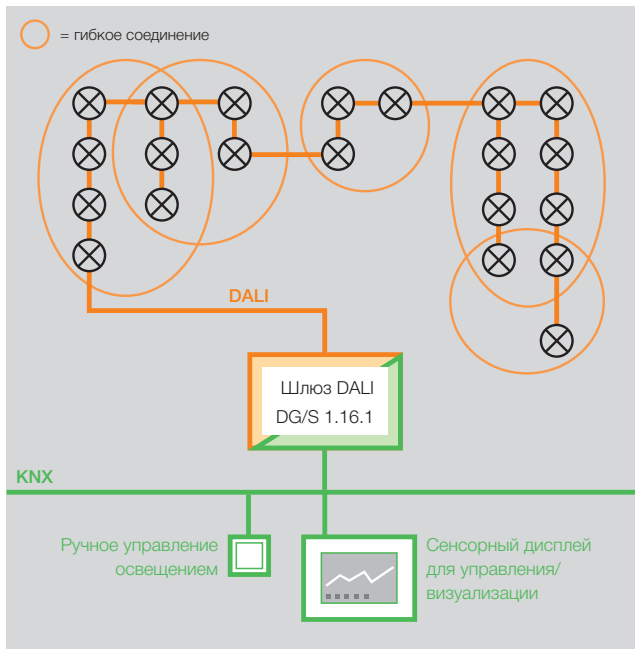 = гибкое соединение
DALI
Шлюз DALI
DG/S 1.16.1
KNX
Ручное управление
освещением
Сенсорный дисплей
для управления/
визуализации